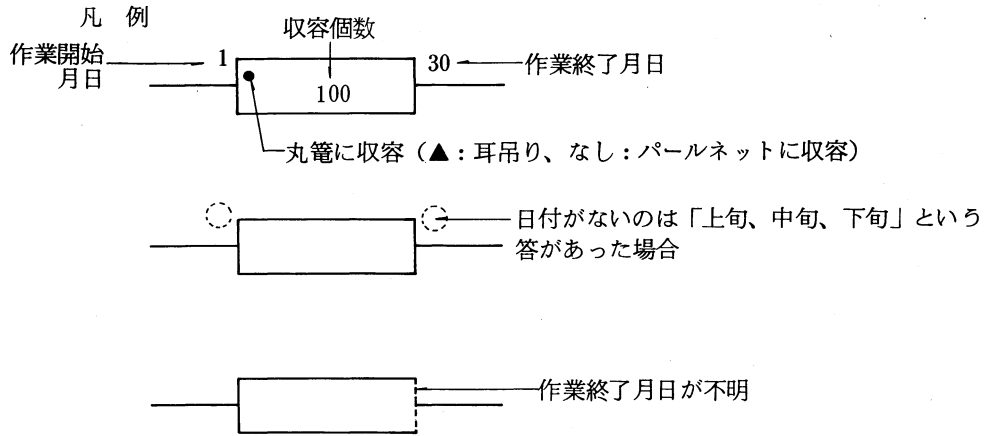 凡 例
収容個数
作業開始
月日
1
30
作業終了月日
100
丸篭に収容（▲：耳吊り、なし：パールネットに収容）
日付がないのは「上旬、中旬、下旬」という
答があった場合
作業終了月日が不明